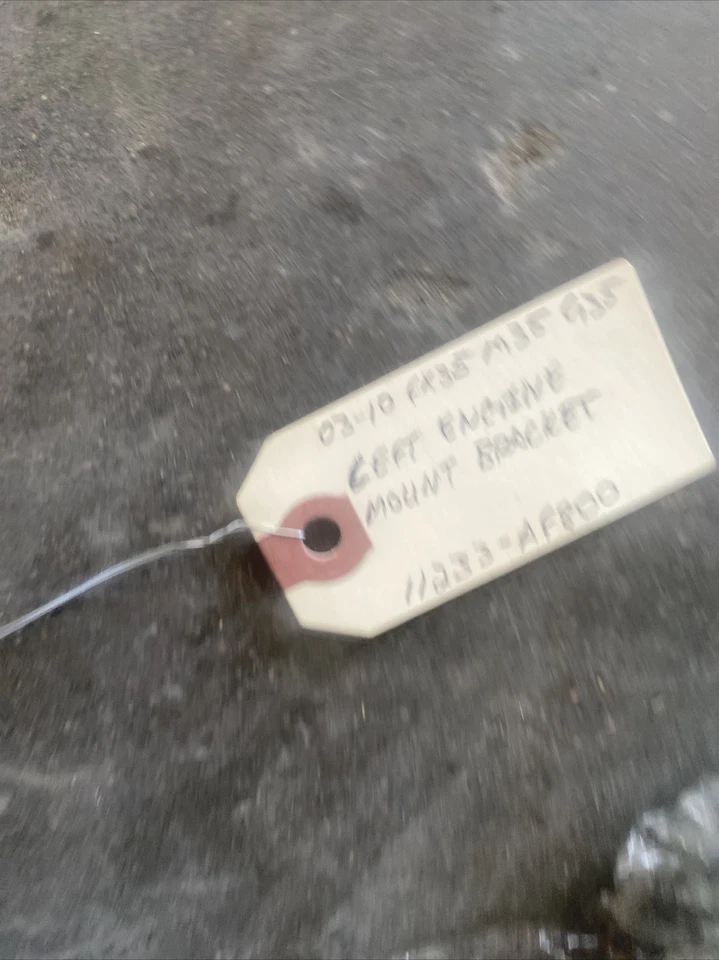 03-10 FX35 M35 G35
LEFT ENGINE
MOUNT BRACKET
11233-AF800